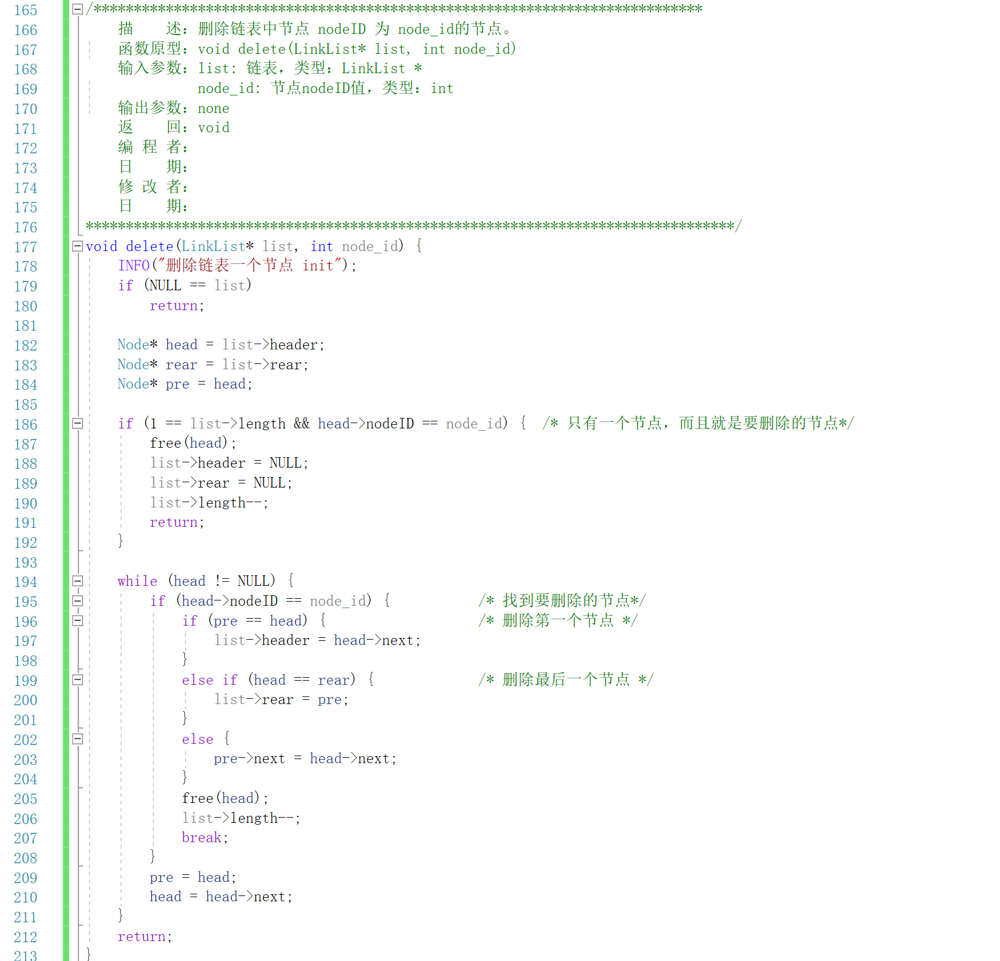 165 /****************************************************************************
166     描    述：删除链表中节点 nodeID 为 node_id的节点。
167     函数原型：void delete(LinkList* list, int node_id)
168     输入参数：list: 链表，类型：LinkList *
169               node_id: 节点nodeID值，类型：int
170     输出参数：none
171     返    回：void
172     编 程 者：
173     日    期：
174     修 改 者：
175     日    期：
176 *********************************************************************************/
177 void delete(LinkList* list, int node_id) {
178     INFO("删除链表一个节点 init");
179     if (NULL == list)
180         return;
181
182     Node* head = list->header;
183     Node* rear = list->rear;
184     Node* pre = head;
185
186     if (1 == list->length && head->nodeID == node_id) {  /* 只有一个节点，而且就是要删除的节点*/
187         free(head);
188         list->header = NULL;
189         list->rear = NULL;
190         list->length--;
191         return;
192     }
193
194     while (head != NULL) {
195         if (head->nodeID == node_id) {           /* 找到要删除的节点*/
196             if (pre == head) {                   /* 删除第一个节点 */
197                 list->header = head->next;
198             }
199             else if (head == rear) {             /* 删除最后一个节点 */
200                 list->rear = pre;
201             }
202             else {
203                 pre->next = head->next;
204             }
205             free(head);
206             list->length--;
207             break;
208         }
209         pre = head;
210         head = head->next;
211     }
212     return;
213 }